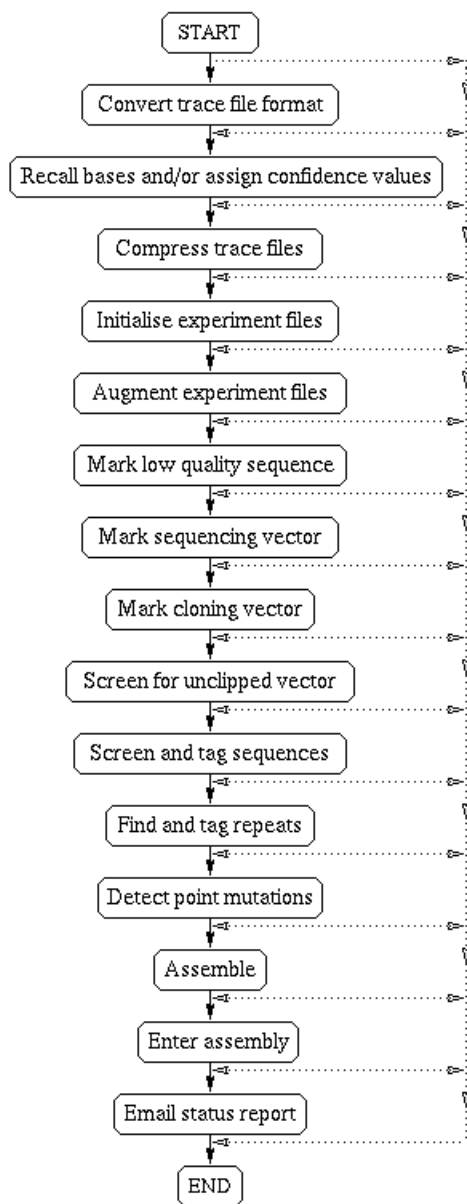 START
Convert trace file format
Recall bases and/or assign confidence values
Compress trace files
Initialise experiment files
Augment experiment files
Mark low quality sequence
Mark sequencing vector
Mark cloning vector
Screen for unclipped vector
Screen and tag sequences
Find and tag repeats
Detect point mutations
Assemble
Enter assembly
Email status report
END